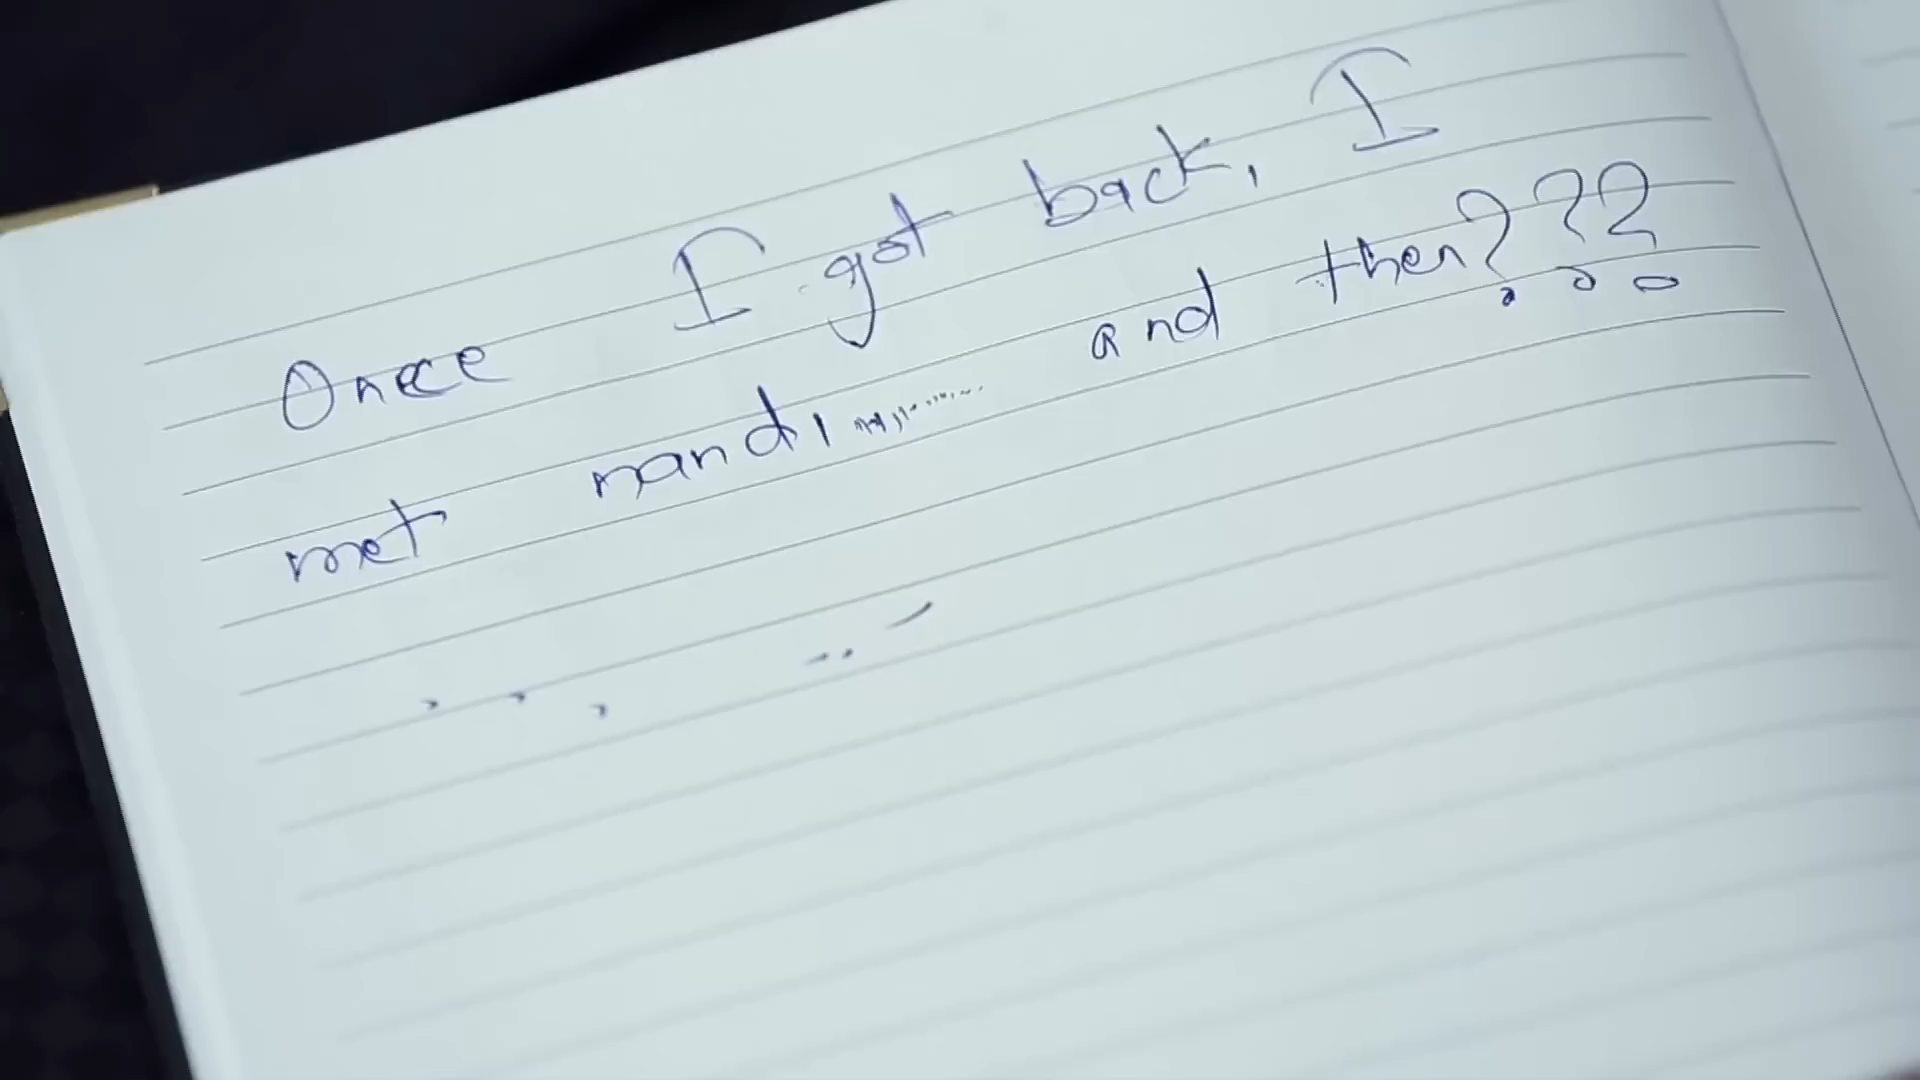 Once I got back, I
met nandi......... and then???